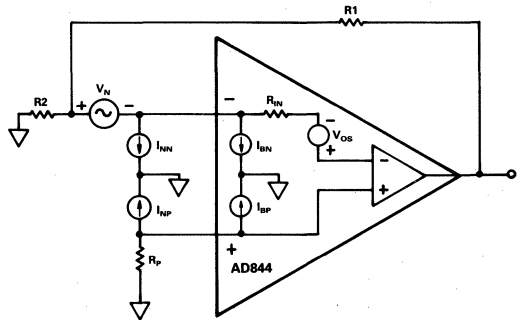 R1
R2
+
V_N
−
−
R_IN
−
V_OS
+
I_NN
I_BN
−
+
I_NP
I_BP
R_P
+
AD844